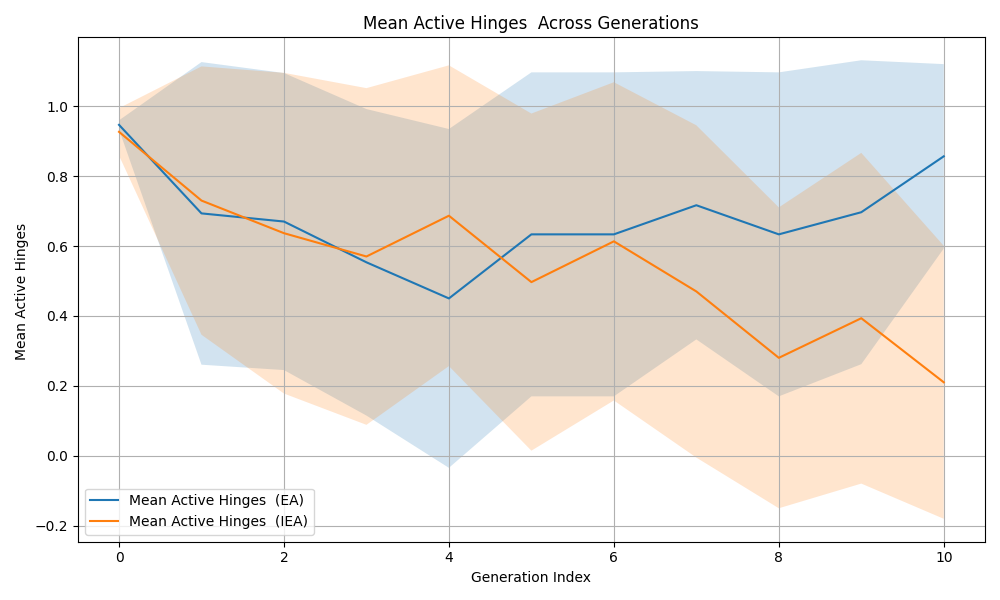 Mean Active Hinges  Across Generations
Mean Active Hinges
1.0
0.8
0.6
0.4
0.2
0.0
−0.2
Mean Active Hinges  (EA)
Mean Active Hinges  (IEA)
0 2 4 6 8 10
Generation Index